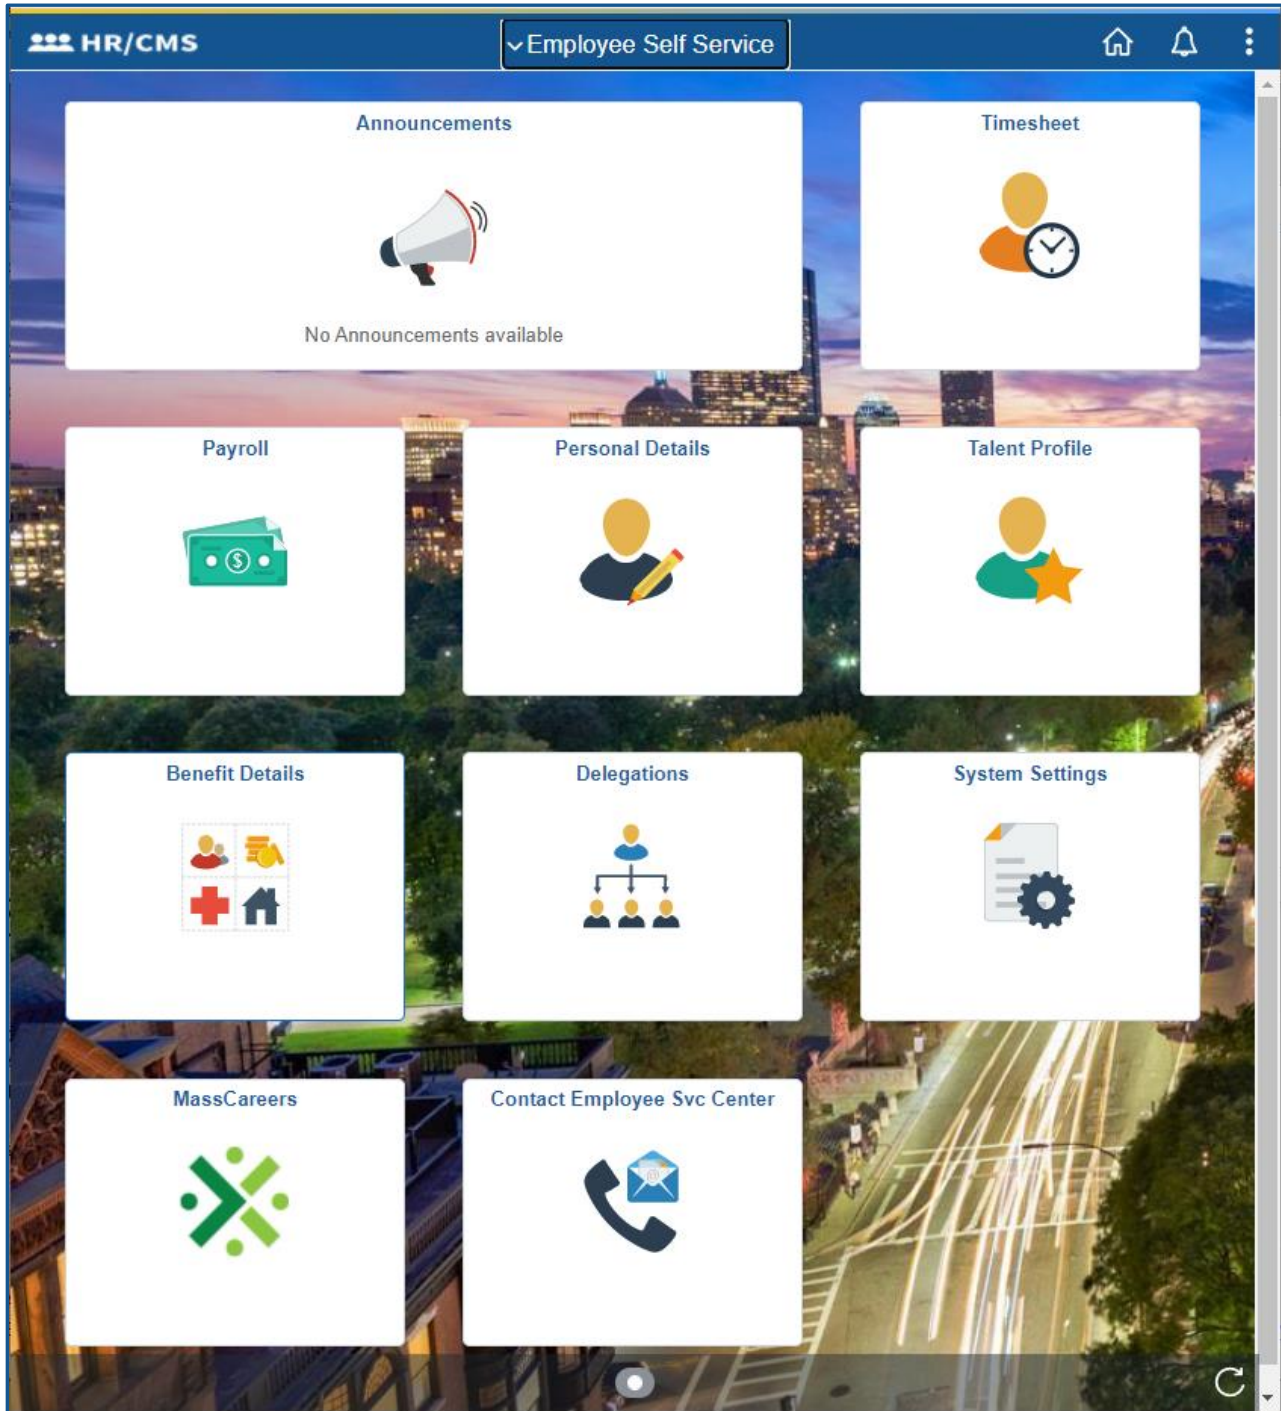 HR/CMS
Employee Self Service
Announcements
No Announcements available
Timesheet
Payroll
Personal Details
Talent Profile
Benefit Details
Delegations
System Settings
MassCareers
Contact Employee Svc Center